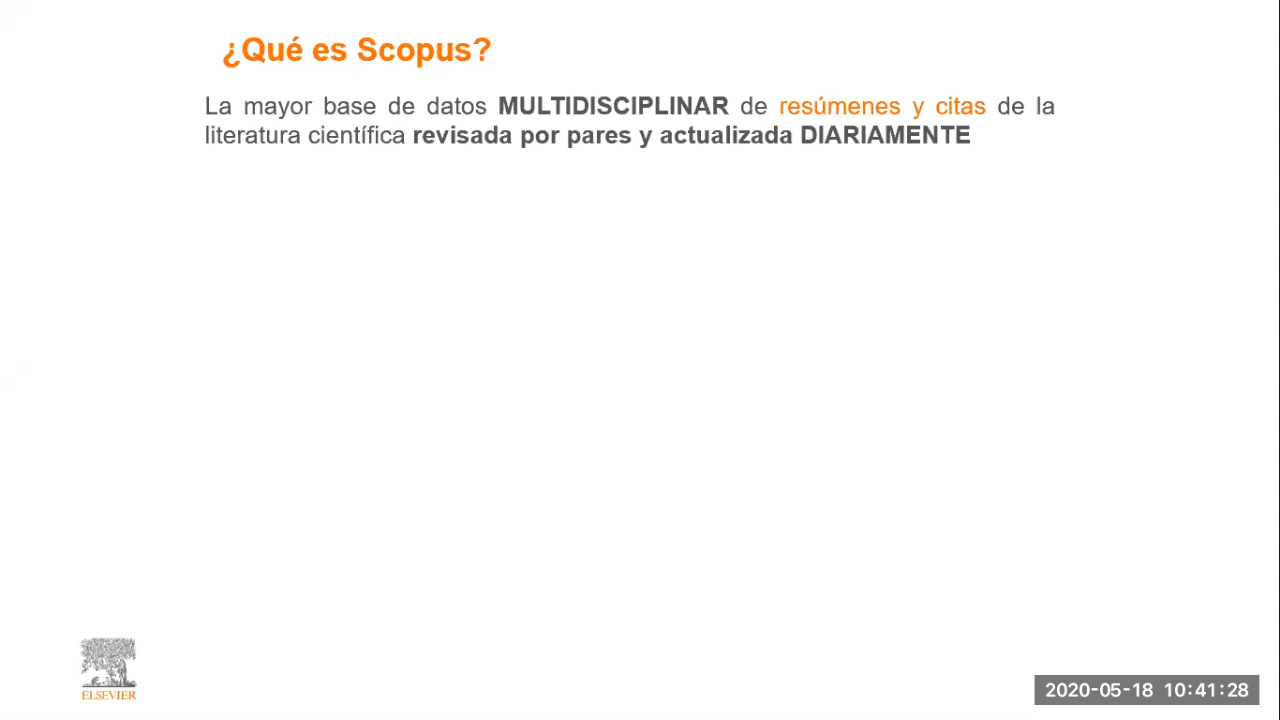 ¿Qué es Scopus?
La mayor base de datos MULTIDISCIPLINAR de resúmenes y citas de la
literatura científica revisada por pares y actualizada DIARIAMENTE
ELSEVIER
2020-05-18 10:41:28